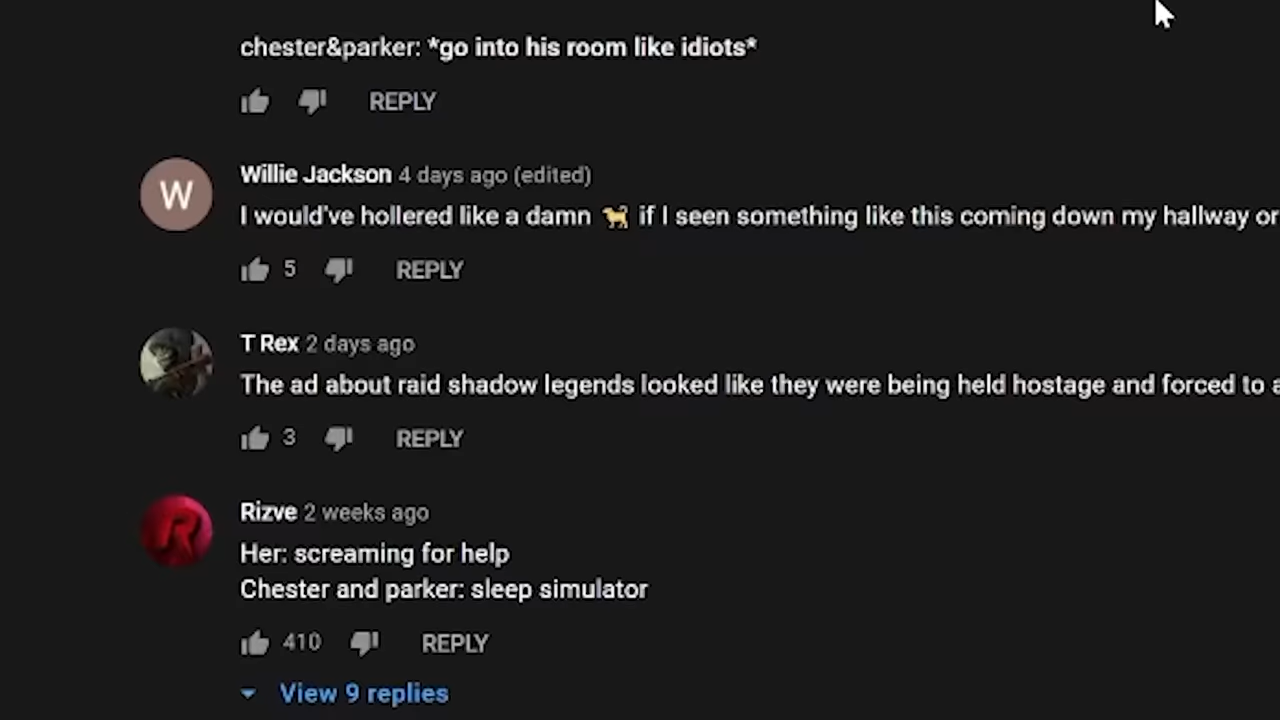 chester&parker: *go into his room like idiots*
REPLY
W
Willie Jackson 4 days ago (edited)
I would've hollered like a damn 🐕 if I seen something like this coming down my hallway or
5 REPLY
T Rex 2 days ago
The ad about raid shadow legends looked like they were being held hostage and forced to a
3 REPLY
R
Rizve 2 weeks ago
Her: screaming for help
Chester and parker: sleep simulator
410 REPLY
View 9 replies